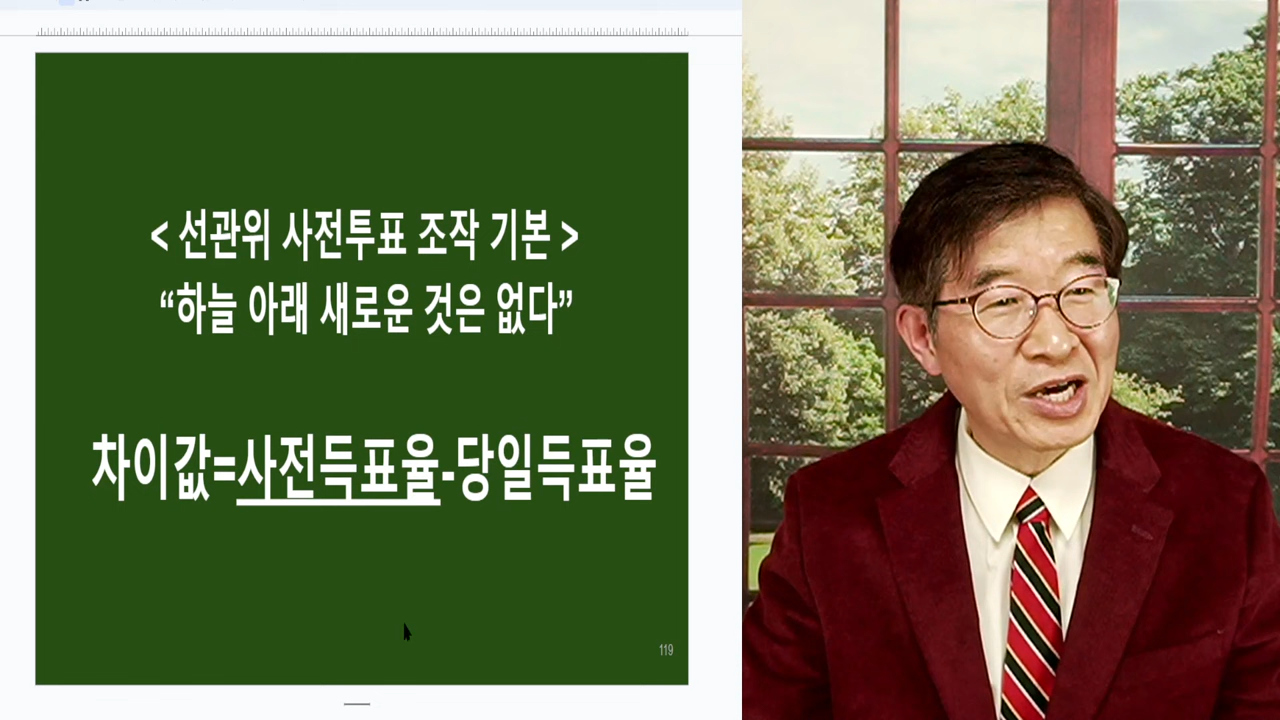 < 선관위 사전투표 조작 기본 >
“하늘 아래 새로운 것은 없다”
차이값=사전득표율-당일득표율
119